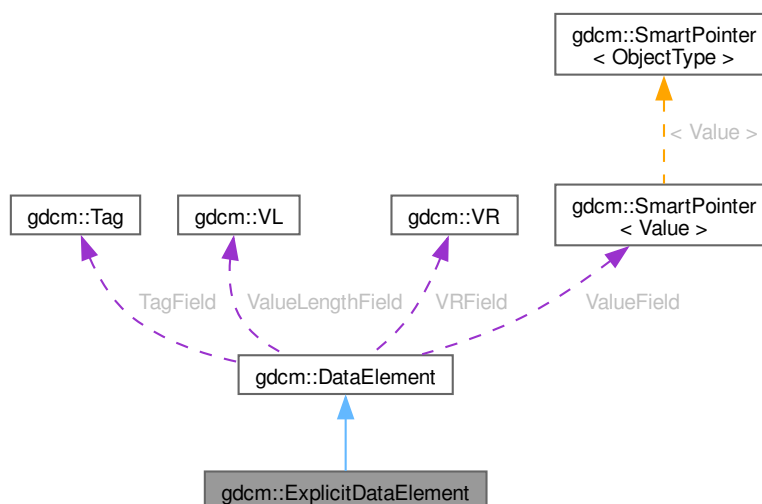 gdcm::SmartPointer
< ObjectType >
< Value >
gdcm::Tag
gdcm::VL
gdcm::VR
gdcm::SmartPointer
< Value >
TagField
ValueLengthField
VRField
ValueField
gdcm::DataElement
gdcm::ExplicitDataElement